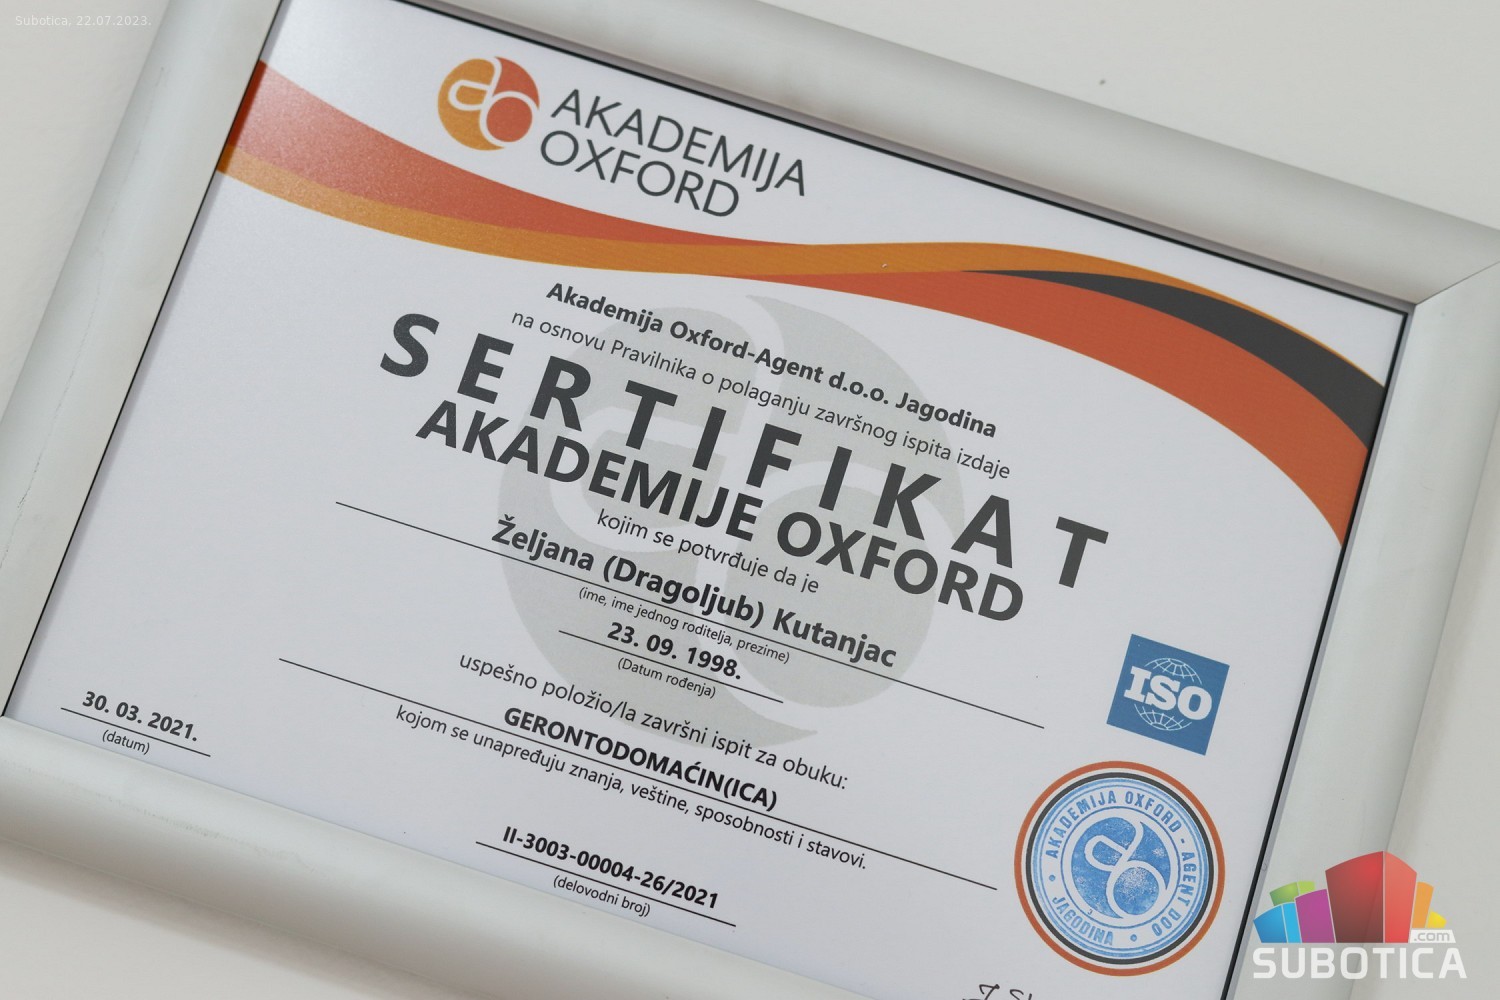 Subotica, 22.07.2023.
AKADEMIJA
OXFORD
Akademija Oxford-Agent d.o.o. Jagodina
na osnovu Pravilnika o polaganju završnog ispita izdaje
SERTIFIKAT
AKADEMIJE OXFORD
kojim se potvrđuje da je
Željana (Dragoljub) Kutanjac
(ime, ime jednog roditelja, prezime)
23. 09. 1998.
(Datum rođenja)
uspešno položio/la završni ispit za obuku:
GERONTODOMAĆIN(ICA)
kojom se unapređuju znanja, veštine, sposobnosti i stavovi.
30. 03. 2021.
(datum)
II-3003-00004-26/2021
(delovodni broj)
ISO
AKADEMIJA OXFORD - AGENT DOO
JAGODINA
.com
SUBOTICA